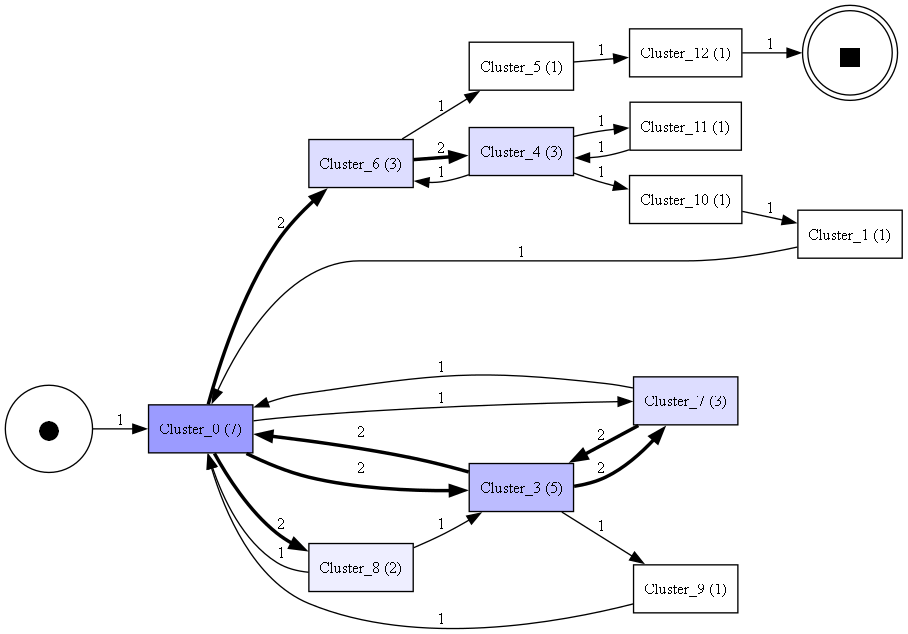 Cluster_5 (1)
1
Cluster_12 (1)
1
1
Cluster_6 (3)
2
1
Cluster_4 (3)
1
1
Cluster_11 (1)
1
Cluster_10 (1)
1
Cluster_1 (1)
2
1
1
Cluster_0 (7)
1
1
Cluster_7 (3)
2
2
2
2
Cluster_3 (5)
2
1
Cluster_8 (2)
1
1
Cluster_9 (1)
1